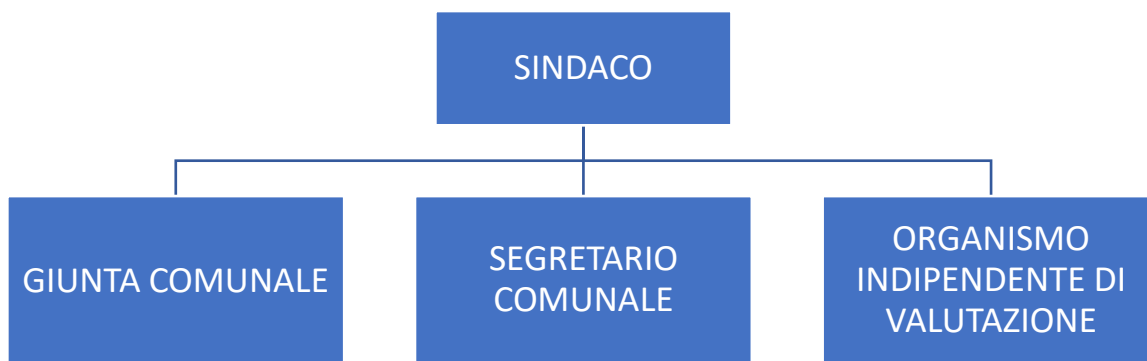 SINDACO
GIUNTA COMUNALE
SEGRETARIO
COMUNALE
ORGANISMO
INDIPENDENTE DI
VALUTAZIONE